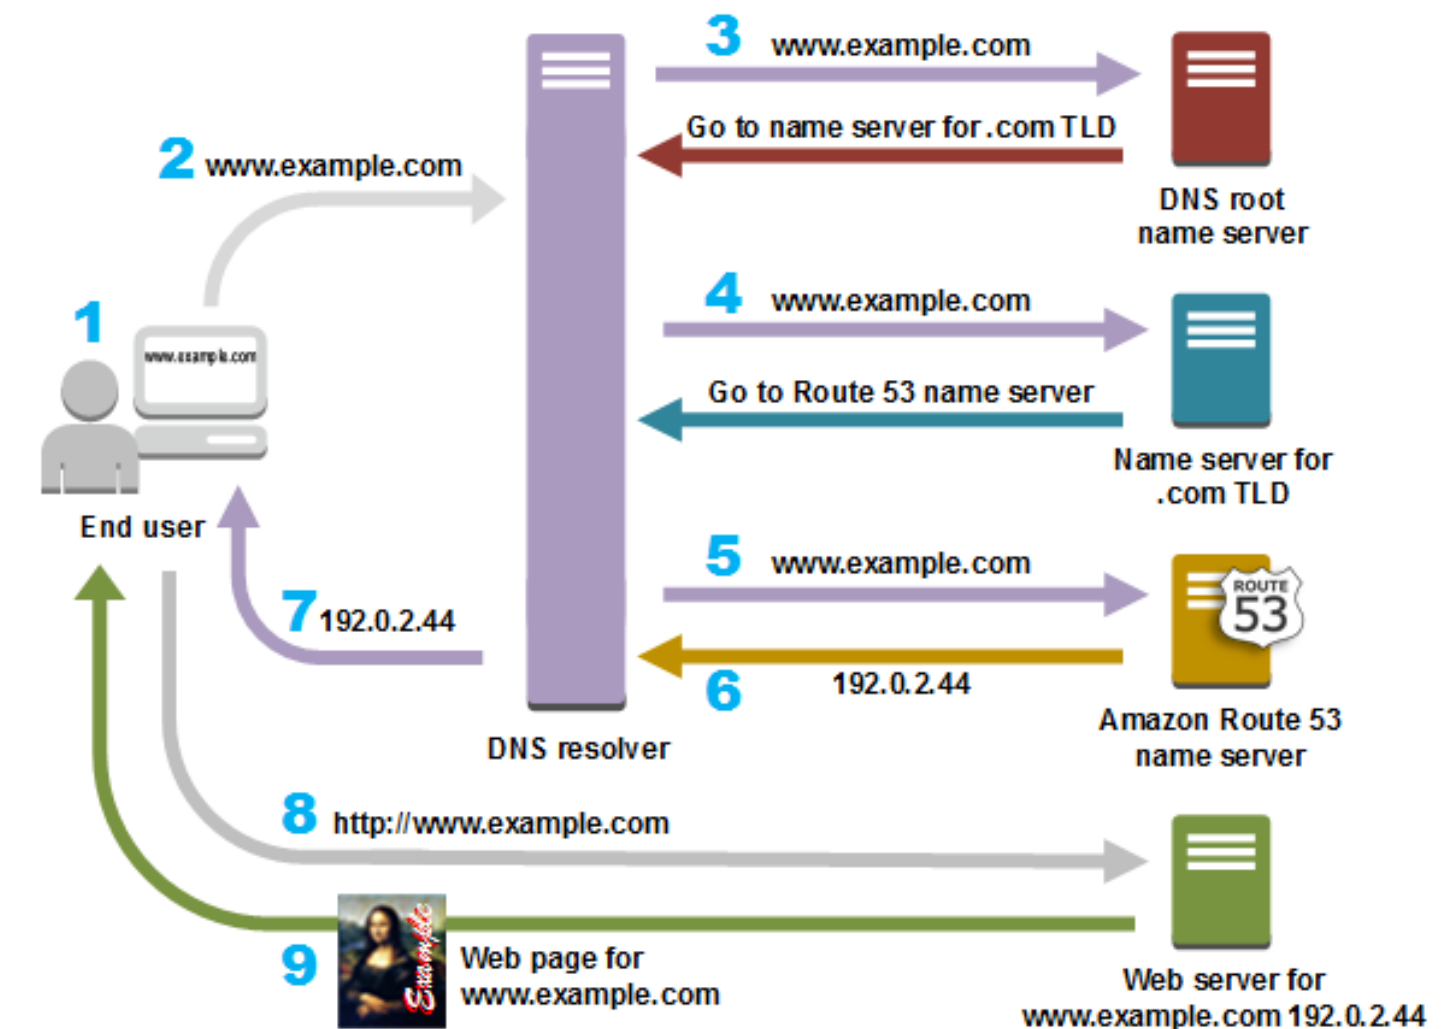 3 www.example.com
Go to name server for .com TLD
DNS root
name server
2 www.example.com
1
www.example.com
End user
4 www.example.com
Go to Route 53 name server
Name server for
.com TLD
5 www.example.com
ROUTE
53
6 192.0.2.44
Amazon Route 53
name server
7 192.0.2.44
DNS resolver
8 http://www.example.com
9
Example
Web page for
www.example.com
Web server for
www.example.com 192.0.2.44